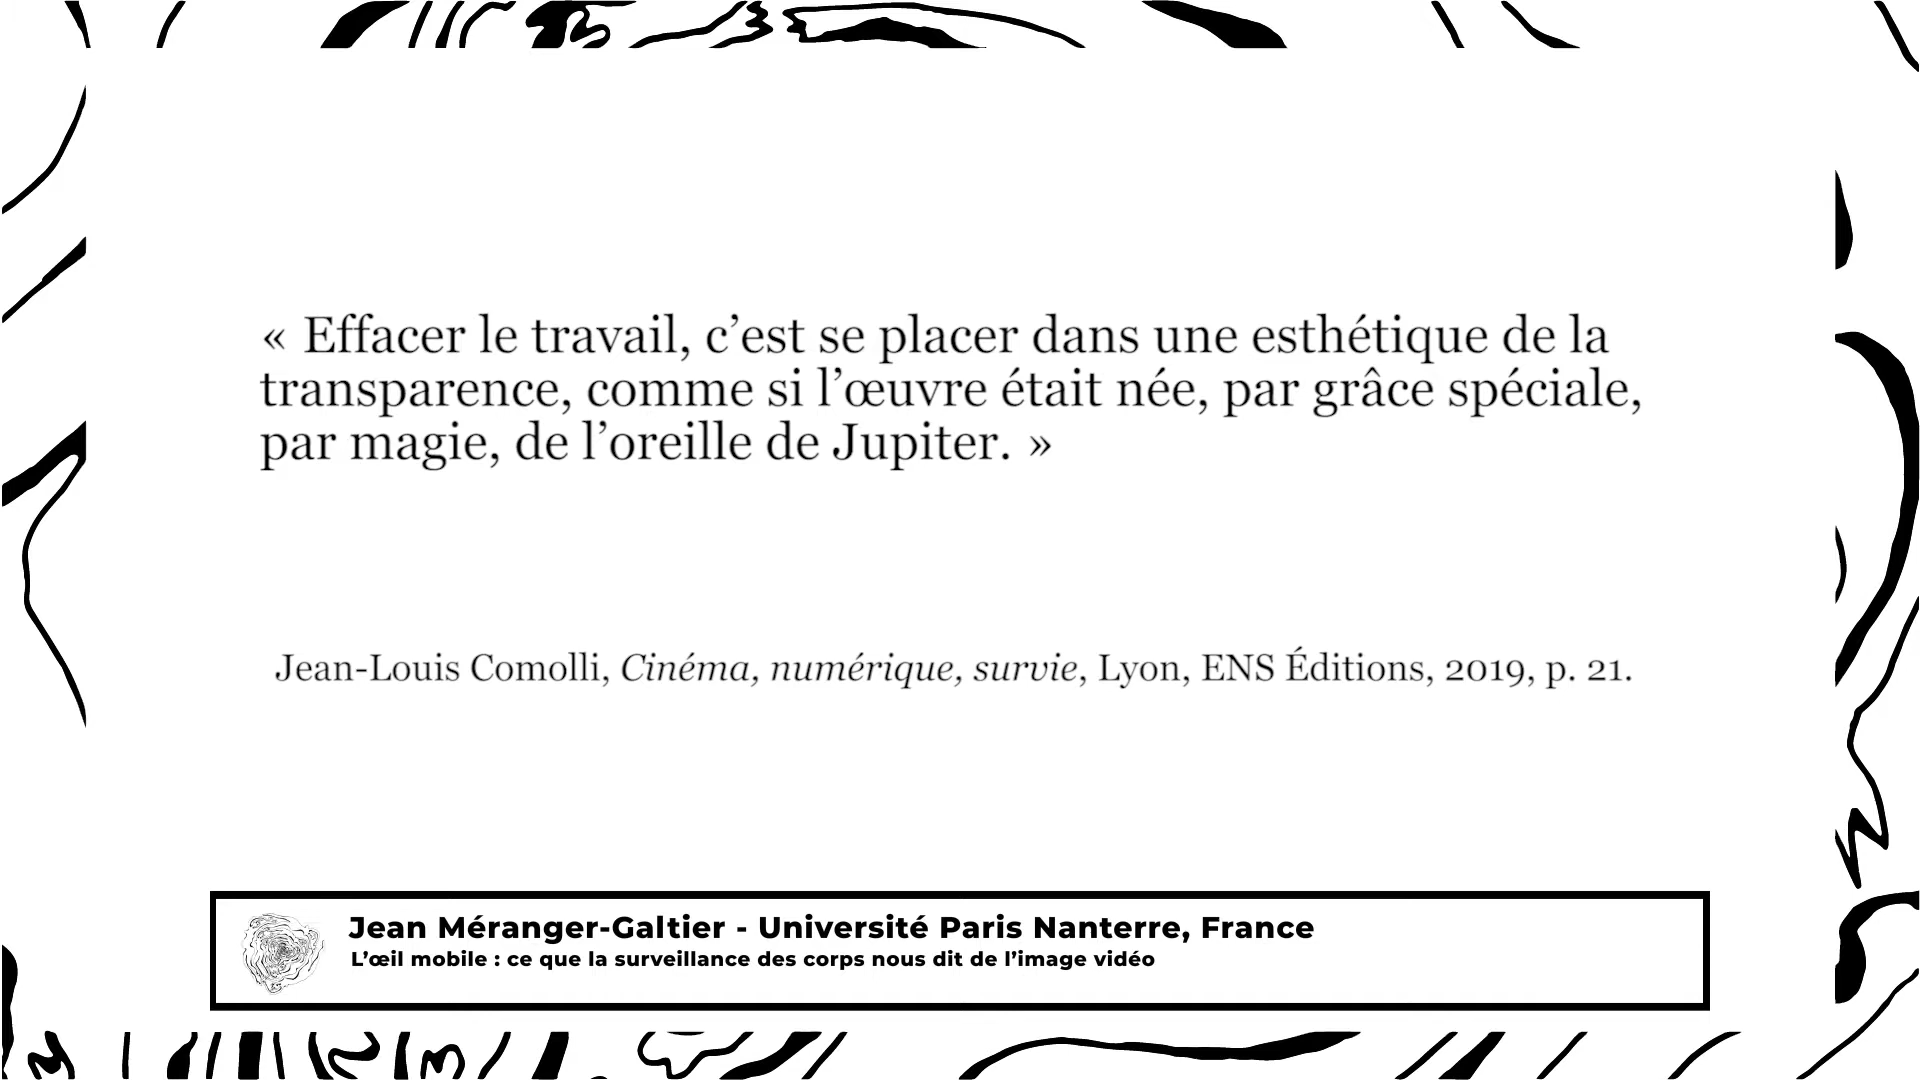 « Effacer le travail, c’est se placer dans une esthétique de la
transparence, comme si l’œuvre était née, par grâce spéciale,
par magie, de l’oreille de Jupiter. »
Jean-Louis Comolli, Cinéma, numérique, survie, Lyon, ENS Éditions, 2019, p. 21.
Jean Méranger-Galtier - Université Paris Nanterre, France
L’œil mobile : ce que la surveillance des corps nous dit de l’image vidéo